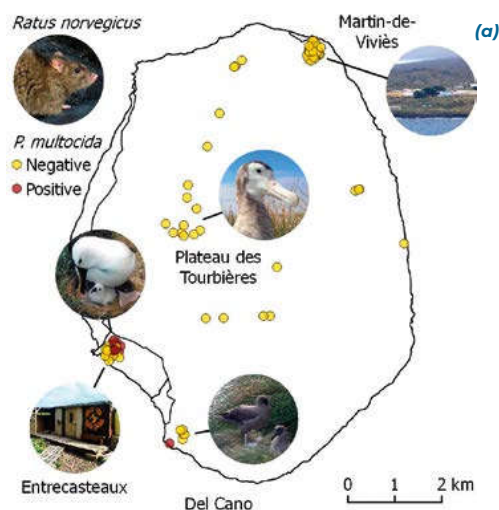 Ratus norvegicus
P. multocida
Negative
Positive
Martin-de-
Viviès
(a)
Plateau des
Tourbières
Entrecasteaux
Del Cano
0 1 2 km